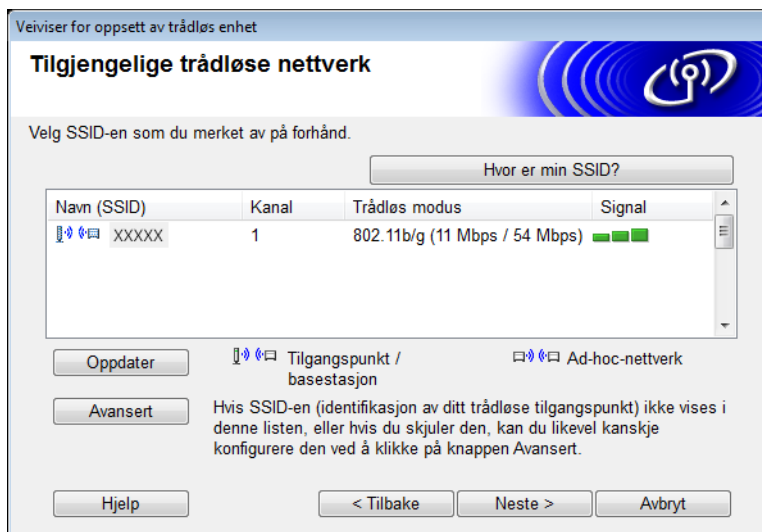 Veiviser for oppsett av trådløs enhet
Tilgjengelige trådløse nettverk
Velg SSID-en som du merket av på forhånd.
Hvor er min SSID?
Navn (SSID) Kanal Trådløs modus Signal
XXXXX 1 802.11b/g (11 Mbps / 54 Mbps)
Oppdater
Tilgangspunkt /
basestasjon
Ad-hoc-nettverk
Avansert
Hvis SSID-en (identifikasjon av ditt trådløse tilgangspunkt) ikke vises i
denne listen, eller hvis du skjuler den, kan du likevel kanskje
konfigurere den ved å klikke på knappen Avansert.
Hjelp < Tilbake Neste > Avbryt